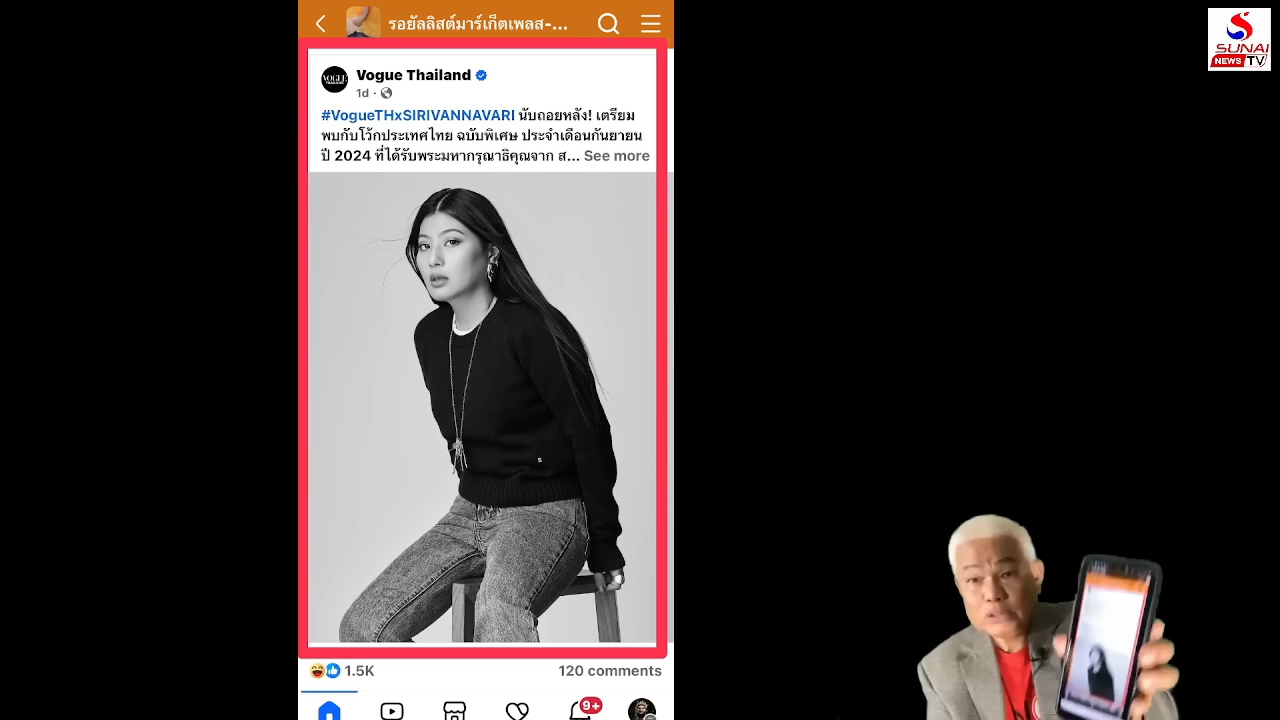 รอยัลลิสต์มาร์เก็ตเพลส-...
SUNAI
NEWS TV
VOGUE
THAILAND
Vogue Thailand
1d
#VogueTHxSIRIVANNAVARI นับถอยหลัง! เตรียม
พบกับโว้กประเทศไทย ฉบับพิเศษ ประจำเดือนกันยายน
ปี 2024 ที่ได้รับพระมหากรุณาธิคุณจาก ส... See more
S
1.5K
120 comments
9+